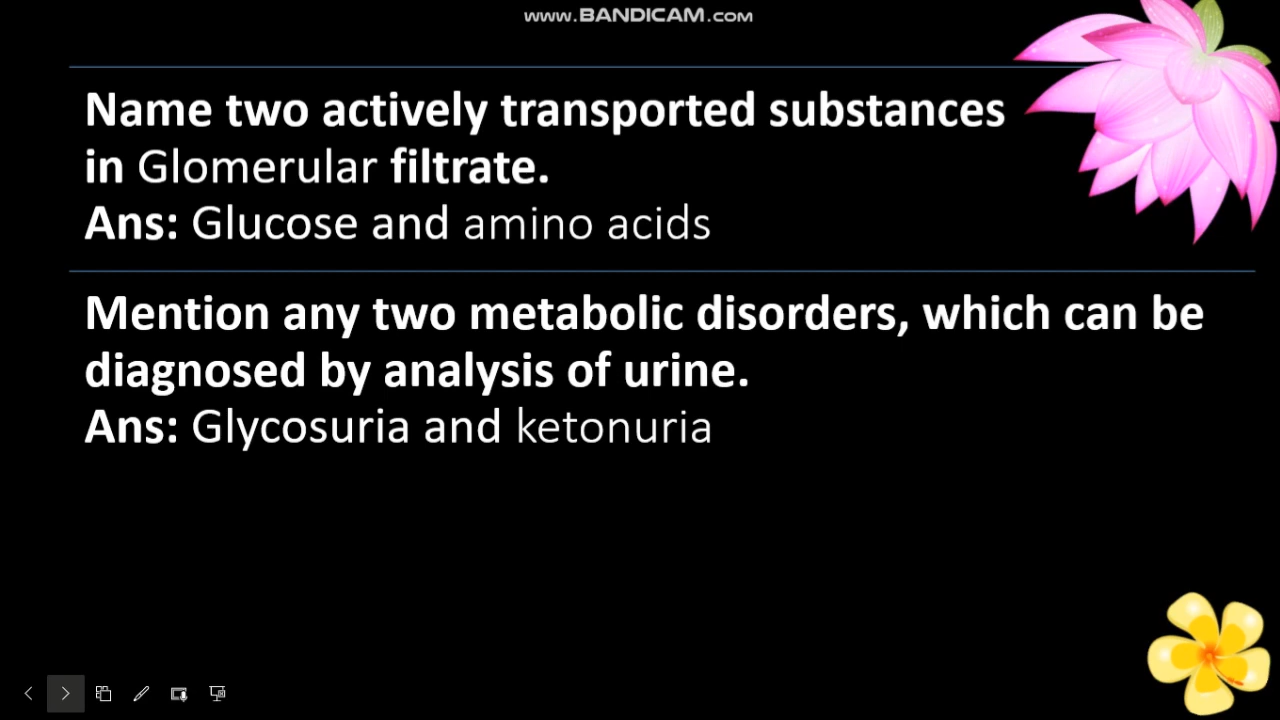 www.BANDICAM.com
Name two actively transported substances
in Glomerular filtrate.
Ans: Glucose and amino acids
Mention any two metabolic disorders, which can be
diagnosed by analysis of urine.
Ans: Glycosuria and ketonuria